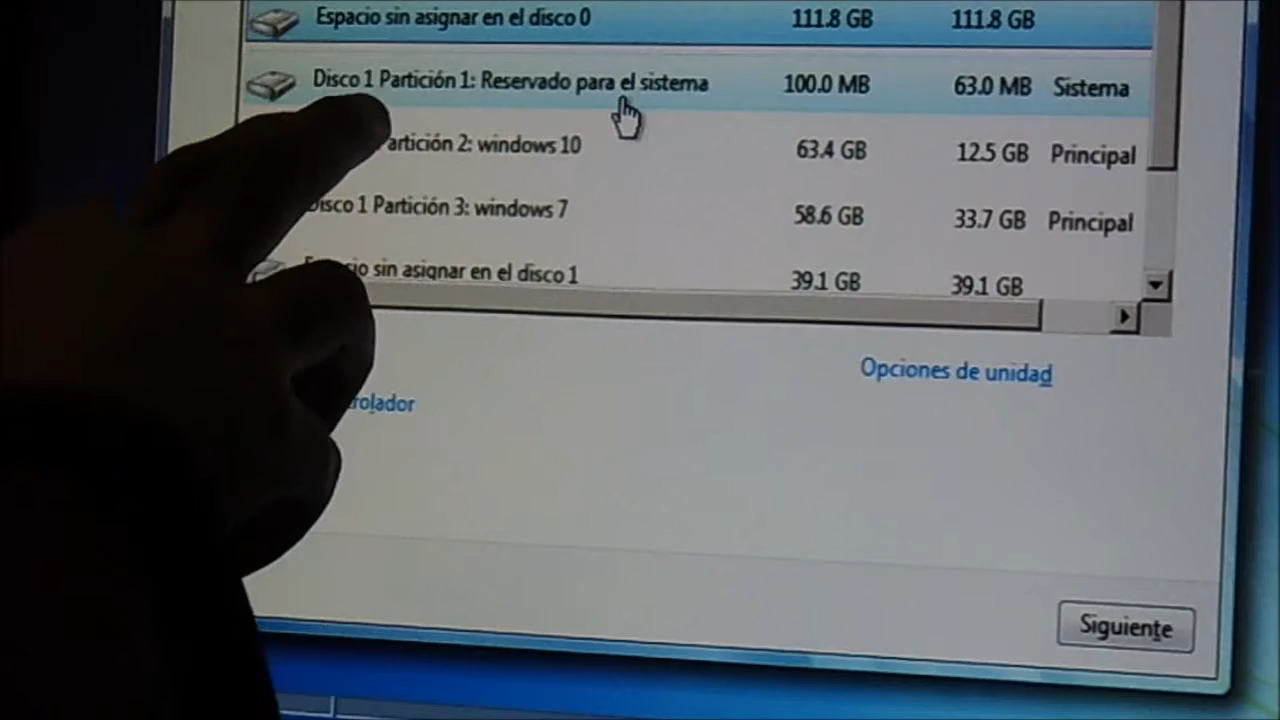 Espacio sin asignar en el disco 0 111.8 GB 111.8 GB
Disco 1 Partición 1: Reservado para el sistema 100.0 MB 63.0 MB Sistema
artición 2: windows 10 63.4 GB 12.5 GB Principal
Disco 1 Partición 3: windows 7 58.6 GB 33.7 GB Principal
Espacio sin asignar en el disco 1 39.1 GB 39.1 GB
Opciones de unidad
rolador
Siguiente